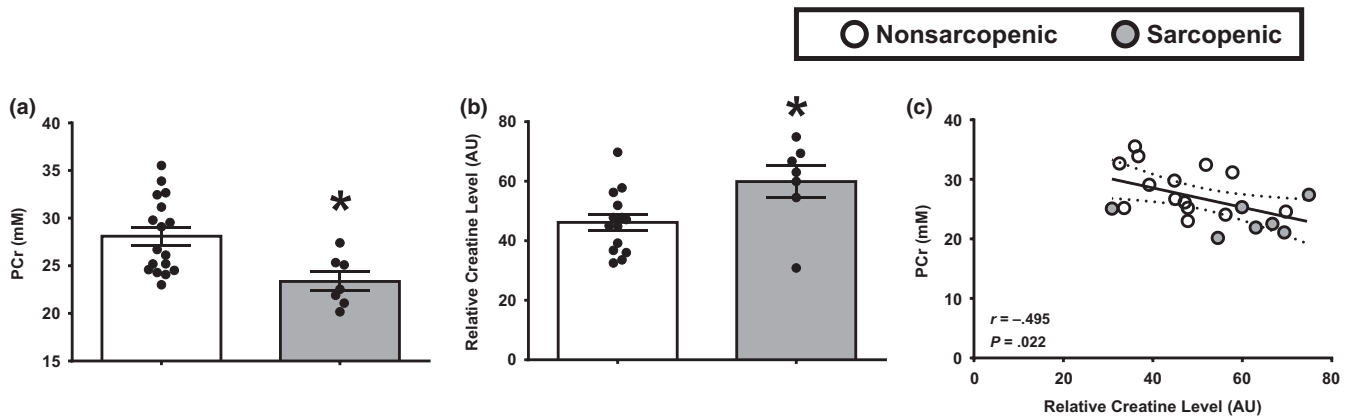 Nonsarcopenic Sarcopenic
(a)
PCr (mM)
40
35
30
25
20
15
*
(b)
Relative Creatine Level (AU)
80
60
40
20
0
*
(c)
PCr (mM)
40
30
20
10
0
r = –.495
P = .022
0 20 40 60 80
Relative Creatine Level (AU)